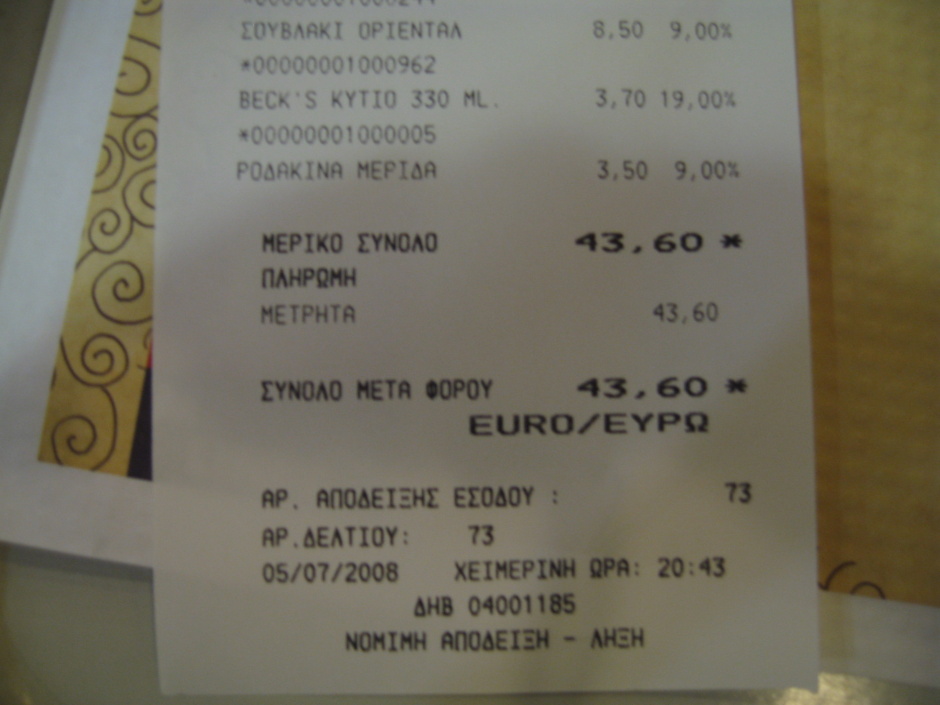 *00000001000244
ΣΟΥΒΛΑΚΙ ΟΡΙΕΝΤΑΛ 8,50 9,00%
*00000001000962
BECK'S ΚΥΤΙΟ 330 ML. 3,70 19,00%
*00000001000005
ΡΟΔΑΚΙΝΑ ΜΕΡΙΔΑ 3,50 9,00%
ΜΕΡΙΚΟ ΣΥΝΟΛΟ 43,60 *
ΠΛΗΡΩΜΗ
ΜΕΤΡΗΤΑ 43,60
ΣΥΝΟΛΟ ΜΕΤΑ ΦΟΡΟΥ 43,60 *
EURO/ΕΥΡΩ
ΑΡ. ΑΠΟΔΕΙΞΗΣ ΕΣΟΔΟΥ : 73
ΑΡ.ΔΕΛΤΙΟΥ: 73
05/07/2008 ΧΕΙΜΕΡΙΝΗ ΩΡΑ: 20:43
ΔΗΒ 04001185
ΝΟΜΙΜΗ ΑΠΟΔΕΙΞΗ - ΛΗΞΗ